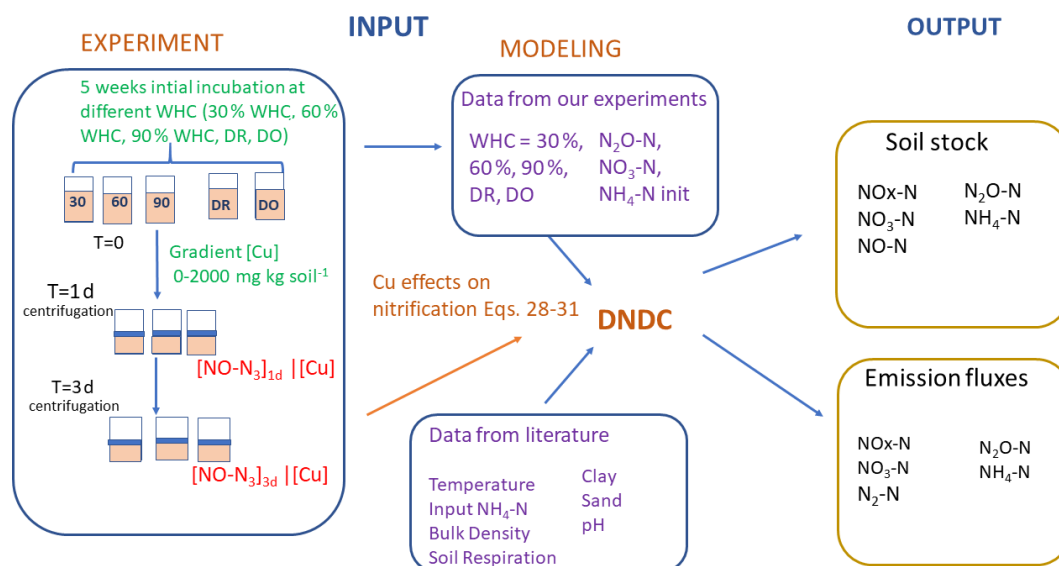 INPUT
OUTPUT
EXPERIMENT
MODELING
5 weeks intial incubation at
different WHC (30% WHC, 60%
WHC, 90% WHC, DR, DO)
30 60 90 DR DO
T=0
Gradient [Cu]
0-2000 mg kg soil⁻¹
T=1d
centrifugation
[NO-N₃]₁d |[Cu]
T=3d
centrifugation
[NO-N₃]₃d |[Cu]
Data from our experiments
WHC = 30%,
60%, 90%,
DR, DO
N₂O-N,
NO₃-N,
NH₄-N init
Cu effects on
nitrification Eqs. 28-31
DNDC
Data from literature
Temperature
Input NH₄-N
Bulk Density
Soil Respiration
Clay
Sand
pH
Soil stock
NOx-N
NO₃-N
NO-N
N₂O-N
NH₄-N
Emission fluxes
NOx-N
NO₃-N
N₂-N
N₂O-N
NH₄-N